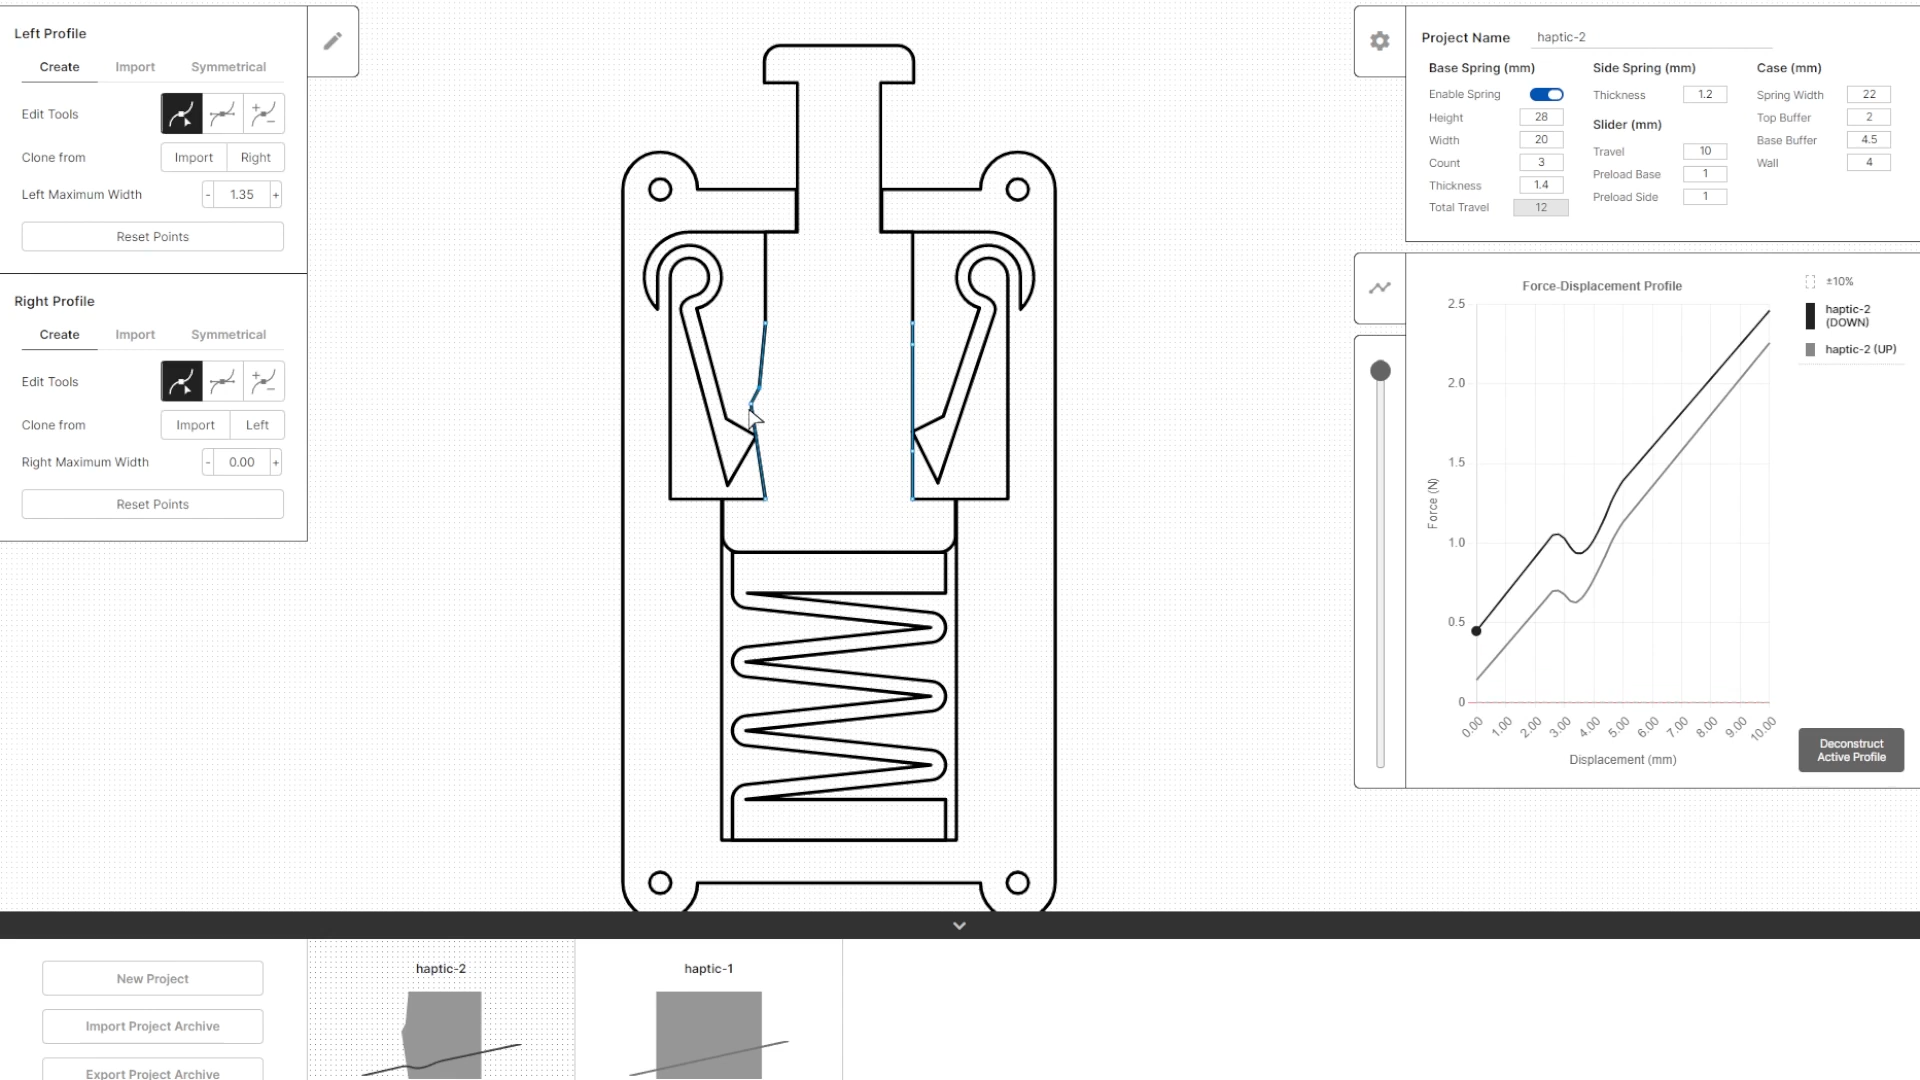 Left Profile
Create Import Symmetrical
Edit Tools
Clone from Import Right
Left Maximum Width - 1.35 +
Reset Points
Right Profile
Create Import Symmetrical
Edit Tools
Clone from Import Left
Right Maximum Width - 0.00 +
Reset Points
Project Name haptic-2
Base Spring (mm)
Enable Spring
Height 28
Width 20
Count 3
Thickness 1.4
Total Travel 12
Side Spring (mm)
Thickness 1.2
Slider (mm)
Travel 10
Preload Base 1
Preload Side 1
Case (mm)
Spring Width 22
Top Buffer 2
Base Buffer 4.5
Wall 4
Force-Displacement Profile
±10%
haptic-2
(DOWN)
haptic-2 (UP)
Force (N)
2.5
2.0
1.5
1.0
0.5
0
0.00 1.00 2.00 3.00 4.00 5.00 6.00 7.00 8.00 9.00 10.00
Displacement (mm)
Deconstruct
Active Profile
New Project
Import Project Archive
Export Project Archive
haptic-2
haptic-1